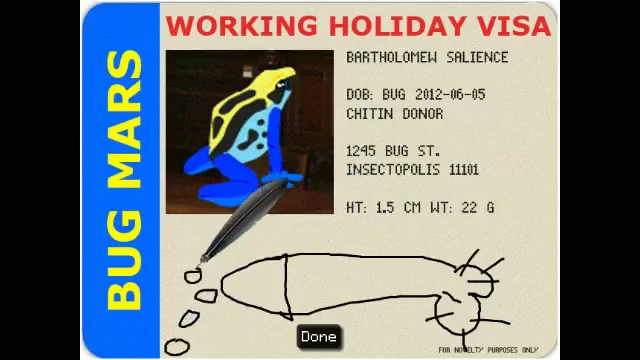 BUG MARS
WORKING HOLIDAY VISA
BARTHOLOMEW SALIENCE
DOB: BUG 2012-06-05
CHITIN DONOR
1245 BUG ST.
INSECTOPOLIS 11101
HT: 1.5 CM WT: 22 G
Done
FOR NOVELTY PURPOSES ONLY